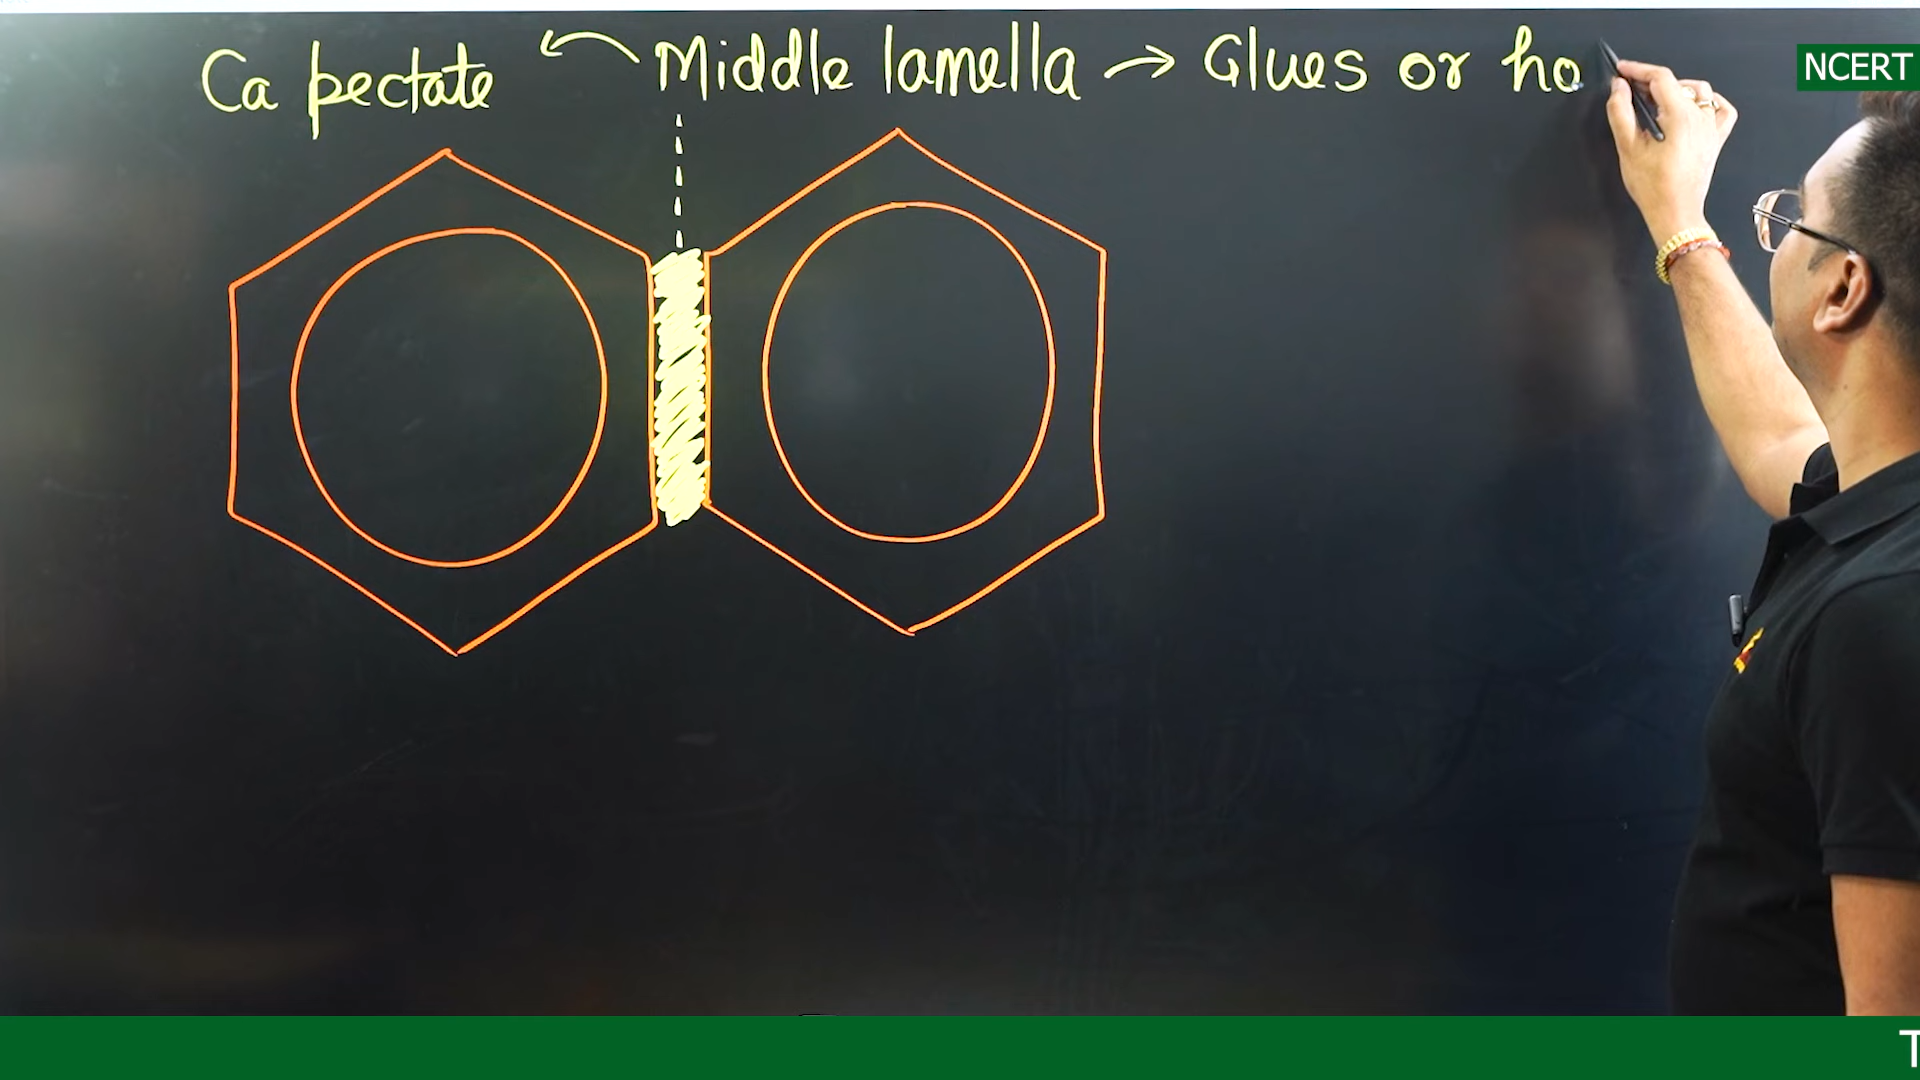 Ca pectate ← Middle lamella → Glues or ho
NCERT
T